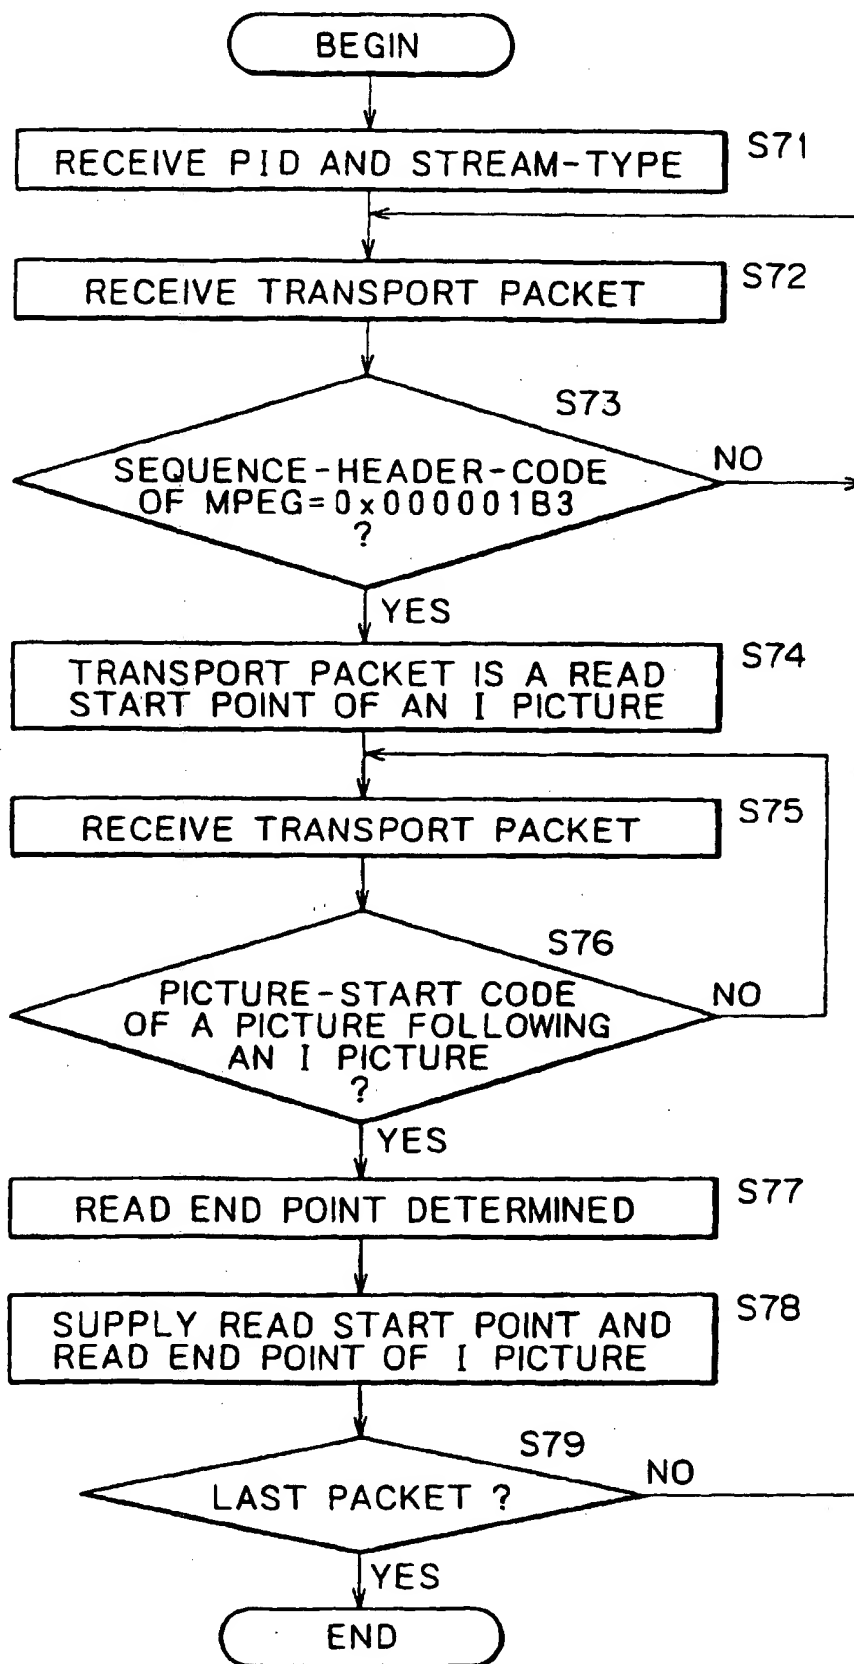 BEGIN
RECEIVE PID AND STREAM-TYPE
S71
RECEIVE TRANSPORT PACKET
S72
S73
SEQUENCE-HEADER-CODE
OF MPEG=0x000001B3
?
NO
YES
TRANSPORT PACKET IS A READ
START POINT OF AN I PICTURE
S74
RECEIVE TRANSPORT PACKET
S75
S76
PICTURE-START CODE
OF A PICTURE FOLLOWING
AN I PICTURE
?
NO
YES
READ END POINT DETERMINED
S77
SUPPLY READ START POINT AND
READ END POINT OF I PICTURE
S78
S79
LAST PACKET ?
NO
YES
END